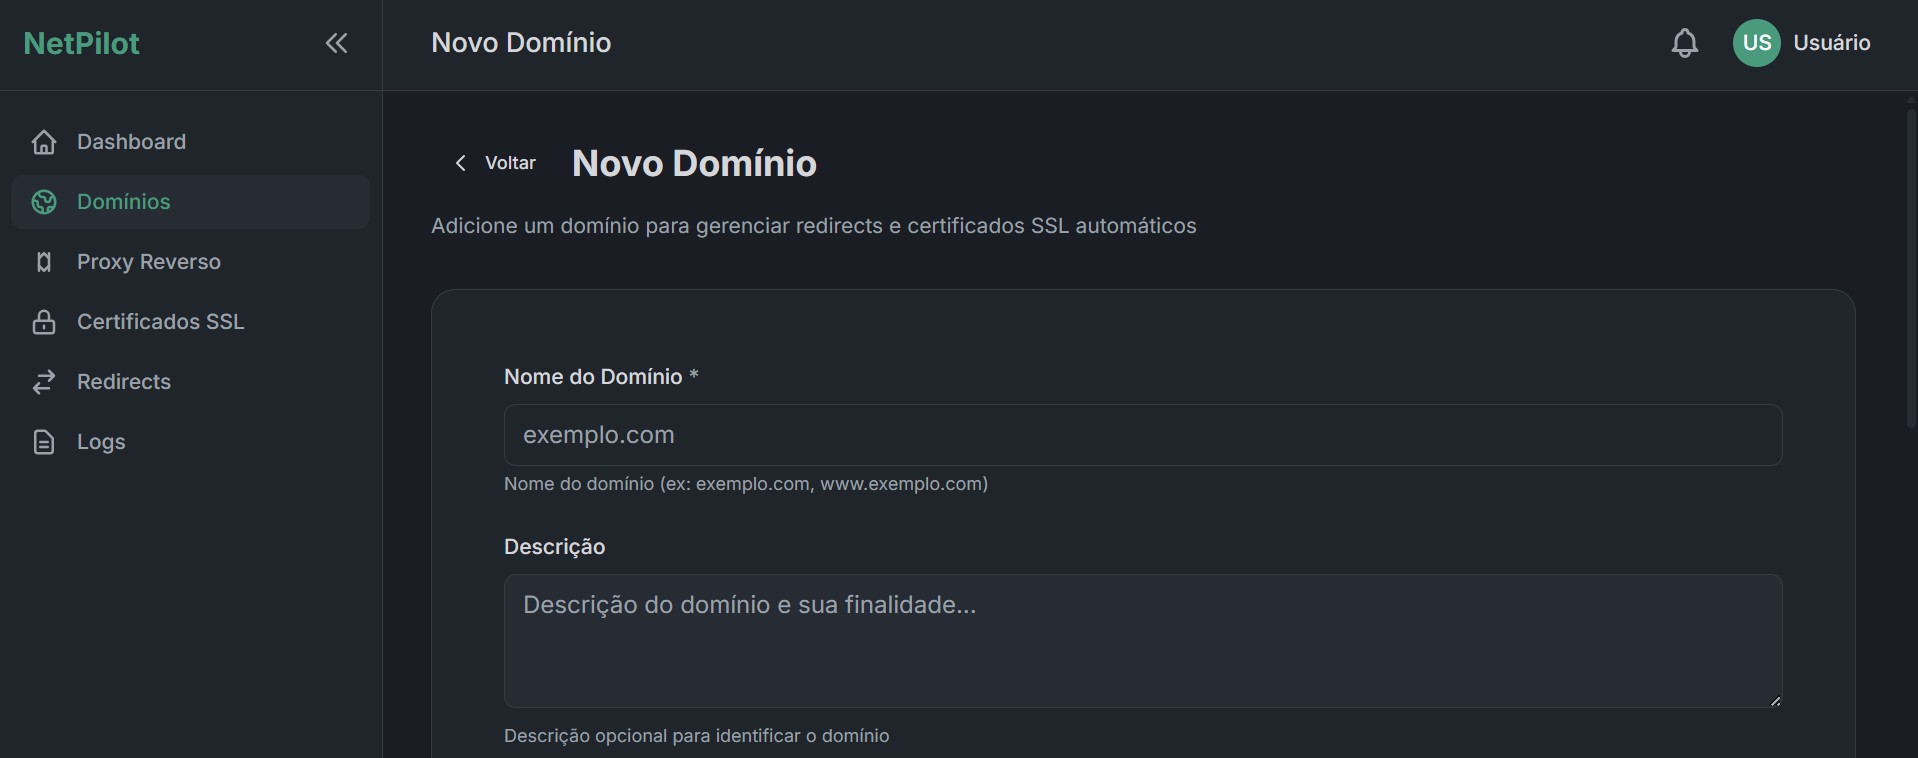 NetPilot
Novo Domínio
US
Usuário
Dashboard
Domínios
Proxy Reverso
Certificados SSL
Redirects
Logs
Voltar
Novo Domínio
Adicione um domínio para gerenciar redirects e certificados SSL automáticos
Nome do Domínio *
exemplo.com
Nome do domínio (ex: exemplo.com, www.exemplo.com)
Descrição
Descrição do domínio e sua finalidade...
Descrição opcional para identificar o domínio